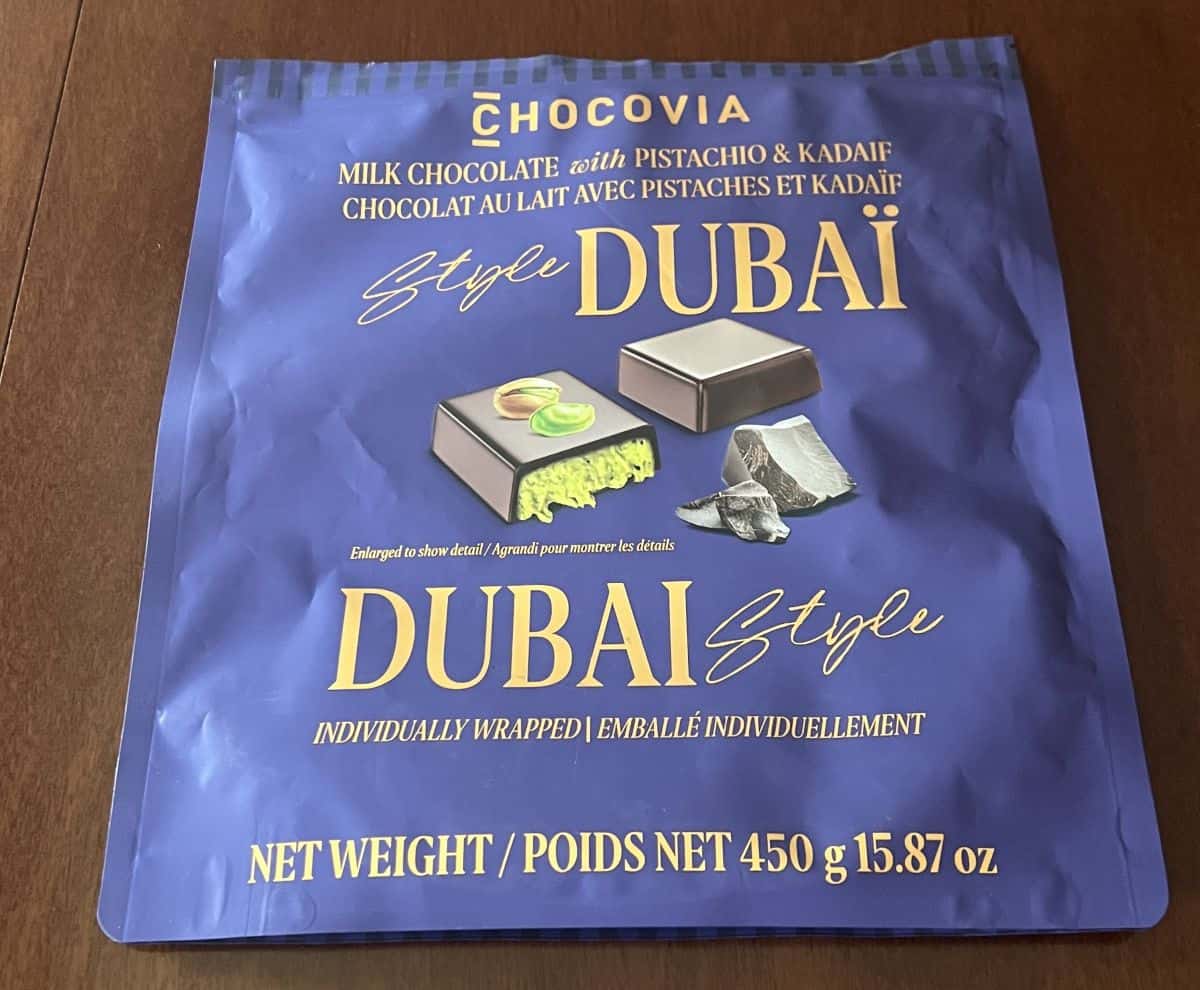 CHOCOVIA
MILK CHOCOLATE with PISTACHIO & KADAIF
CHOCOLAT AU LAIT AVEC PISTACHES ET KADAÏF
Style DUBAÏ
Enlarged to show detail / Agrandi pour montrer les détails
DUBAI Style
INDIVIDUALLY WRAPPED | EMBALLÉ INDIVIDUELLEMENT
NET WEIGHT / POIDS NET 450 g 15.87 oz